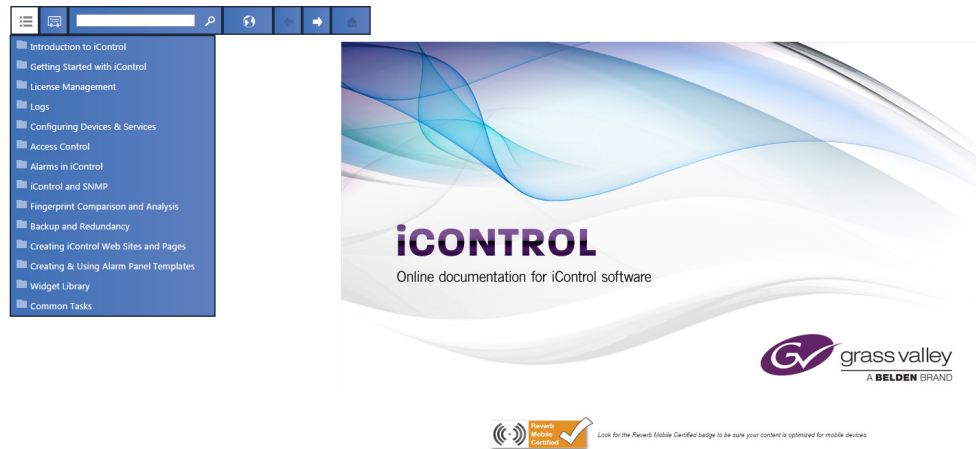 Introduction to iControl
Getting Started with iControl
License Management
Logs
Configuring Devices & Services
Access Control
Alarms in iControl
iControl and SNMP
Fingerprint Comparison and Analysis
Backup and Redundancy
Creating iControl Web Sites and Pages
Creating & Using Alarm Panel Templates
Widget Library
Common Tasks
iCONTROL
Online documentation for iControl software
GV grass valley
A BELDEN BRAND
Reverb
Mobile
Certified
Look for the Reverb Mobile Certified badge to be sure your content is optimized for mobile devices.